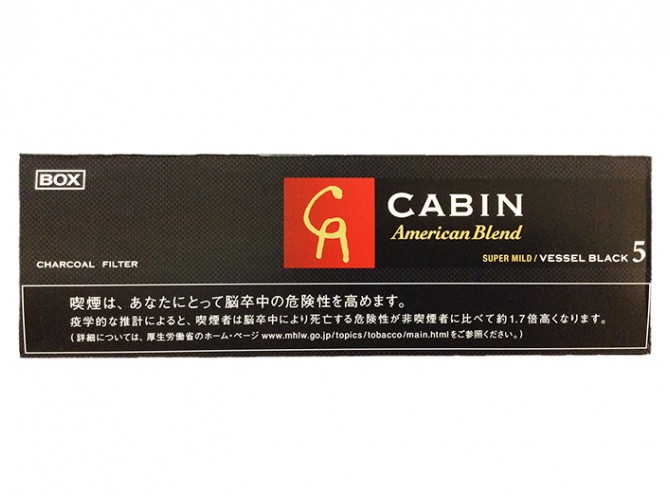 BOX
CA
CABIN
American Blend
CHARCOAL FILTER
SUPER MILD / VESSEL BLACK 5
喫煙は、あなたにとって脳卒中の危険性を高めます。
疫学的な推計によると、喫煙者は脳卒中により死亡する危険性が非喫煙者に比べて約1.7倍高くなります。
(詳細については、厚生労働省のホーム・ページ www.mhlw.go.jp/topics/tobacco/main.html をご参照ください。)